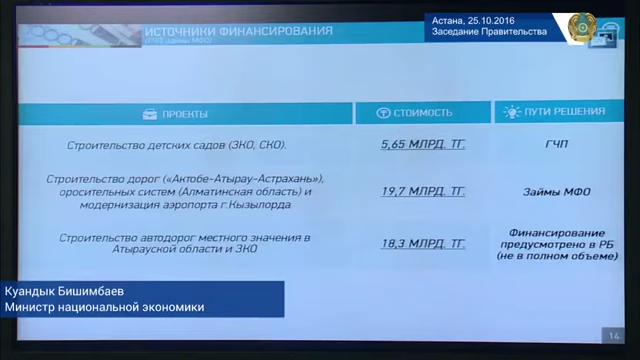 Астана, 25.10.2016
Заседание Правительства
ИСТОЧНИКИ ФИНАНСИРОВАНИЯ
(ГЧП, займы МФО)
ПРОЕКТЫ
СТОИМОСТЬ
ПУТИ РЕШЕНИЯ
Строительство детских садов (ЗКО, СКО).
5,65 МЛРД. ТГ.
ГЧП
Строительство дорог («Актобе-Атырау-Астрахань»),
оросительных систем (Алматинская область) и
модернизация аэропорта г.Кызылорда
19,7 МЛРД. ТГ.
Займы МФО
Строительство автодорог местного значения в
Атырауской области и ЗКО
18,3 МЛРД. ТГ.
Финансирование
предусмотрено в РБ
(не в полном объеме)
Куандык Бишимбаев
Министр национальной экономики
14